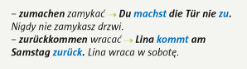 – zumachen zamykać → Du machst die Tür nie zu.
Nigdy nie zamykasz drzwi.
– zurückkommen wracać → Lina kommt am
Samstag zurück. Lina wraca w sobotę.